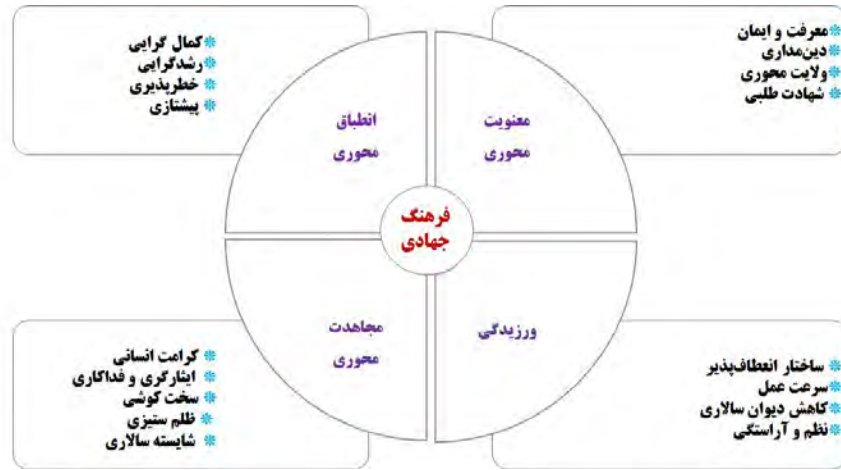 معرفت و ایمان
دین‌مداری
ولایت محوری
شهادت طلبی
کمال گرایی
رشدگرایی
خطرپذیری
پیشتازی
معنویت
محوری
انطباق
محوری
فرهنگ
جهادی
ورزیدگی
مجاهدت
محوری
ساختار انعطاف‌پذیر
سرعت عمل
کاهش دیوان سالاری
نظم و آراستگی
کرامت انسانی
ایثارگری و فداکاری
سخت کوشی
ظلم ستیزی
شایسته سالاری